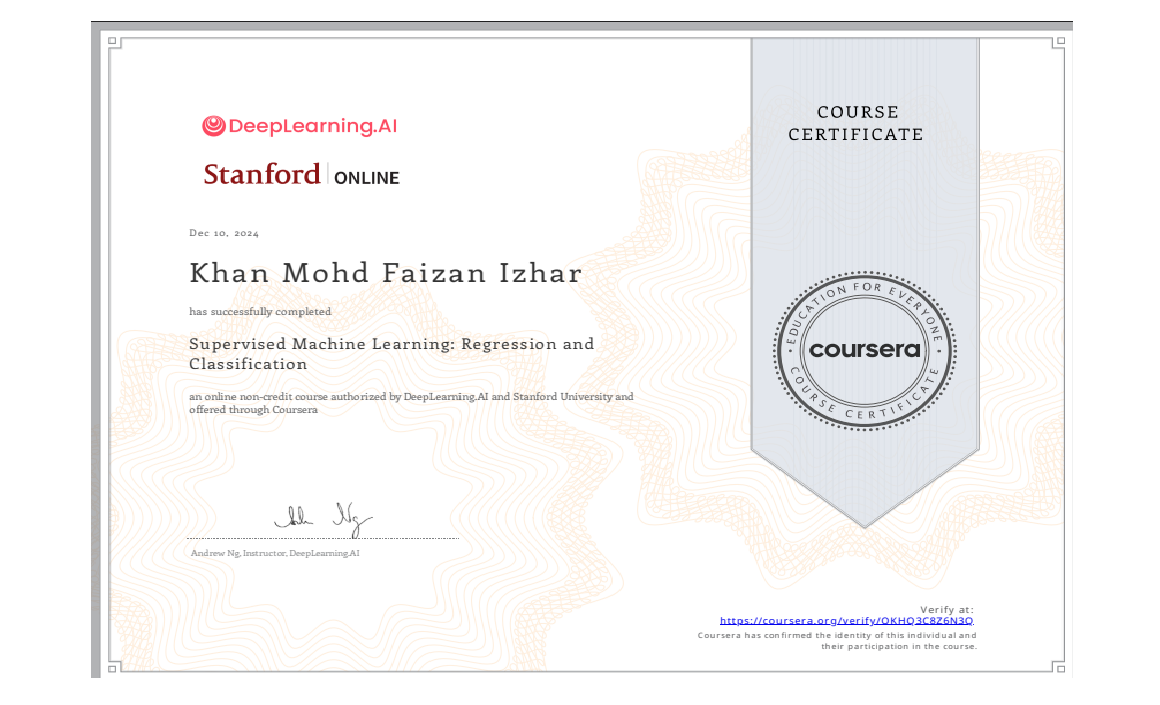 DeepLearning.AI
Stanford ONLINE
COURSE
CERTIFICATE
Dec 10, 2024
Khan Mohd Faizan Izhar
has successfully completed
Supervised Machine Learning: Regression and
Classification
an online non-credit course authorized by DeepLearning.AI and Stanford University and
offered through Coursera
EDUCATION FOR EVERYONE
coursera
COURSE CERTIFICATE
Andrew Ng
Andrew Ng, Instructor, DeepLearning.AI
Verify at:
https://coursera.org/verify/OKHQ3C8Z6N3Q
Coursera has confirmed the identity of this individual and
their participation in the course.